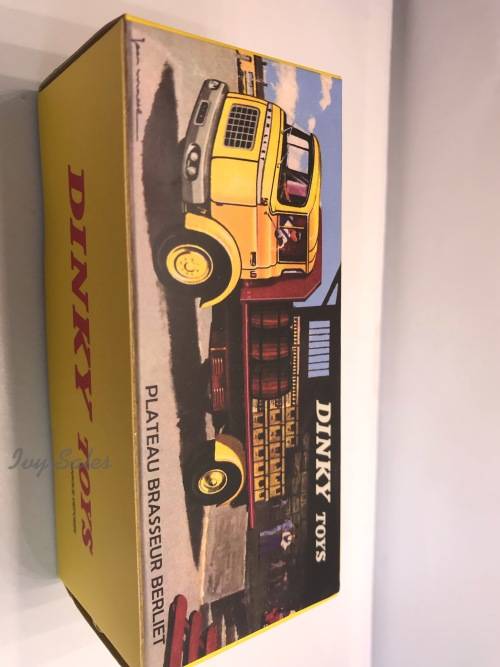 DINKY TOYS
PLATEAU BRASSEUR BERLIET
DINKY TOYS
Ivy Sales